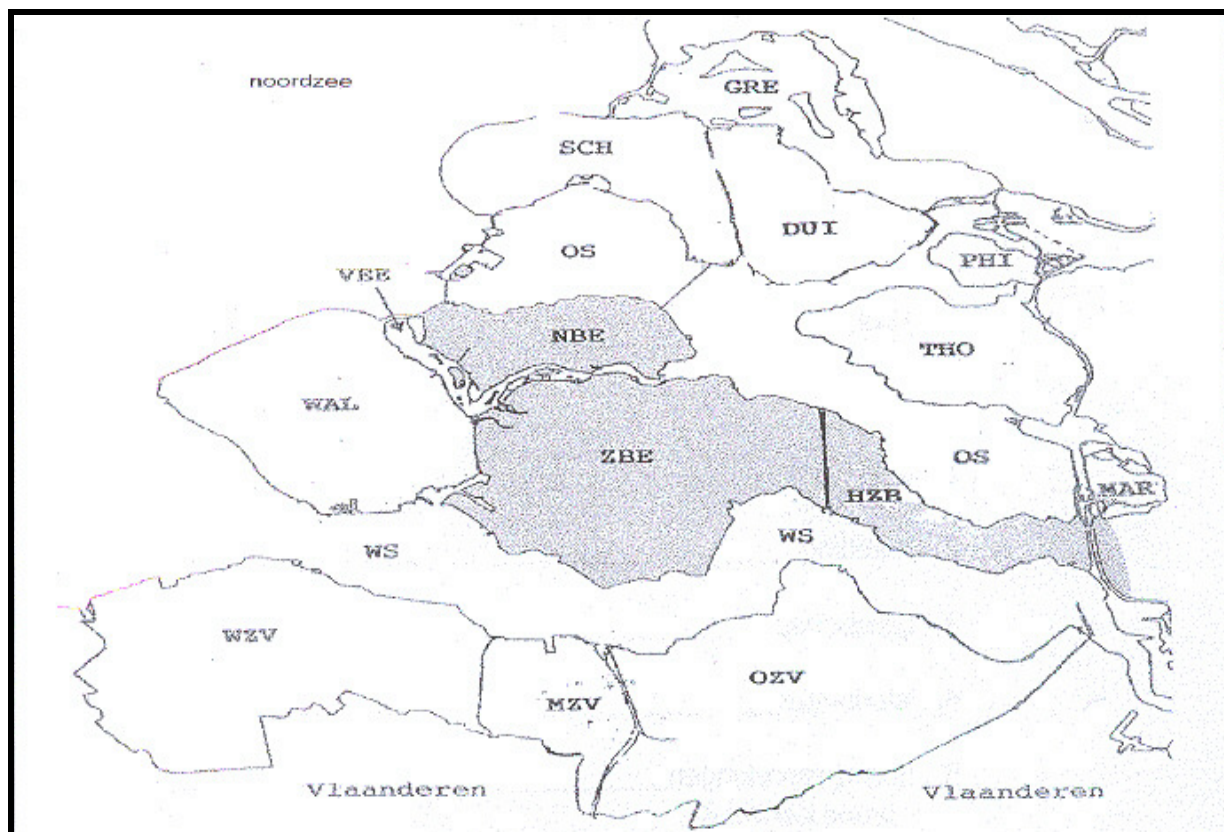 noordzee
GRE
SCH
DUI
OS
PHI
VEE
NBE
THO
WAL
ZBE
OS
HZB
MAR
WS
WS
WZV
OZV
MZV
Vlaanderen
Vlaanderen